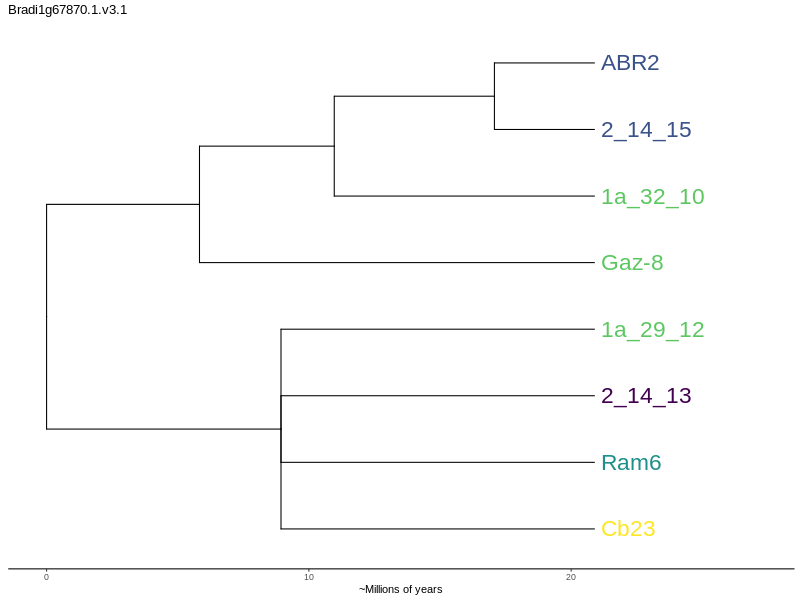 Bradi1g67870.1.v3.1
ABR2
2_14_15
1a_32_10
Gaz-8
1a_29_12
2_14_13
Ram6
Cb23
0 10 20
~Millions of years